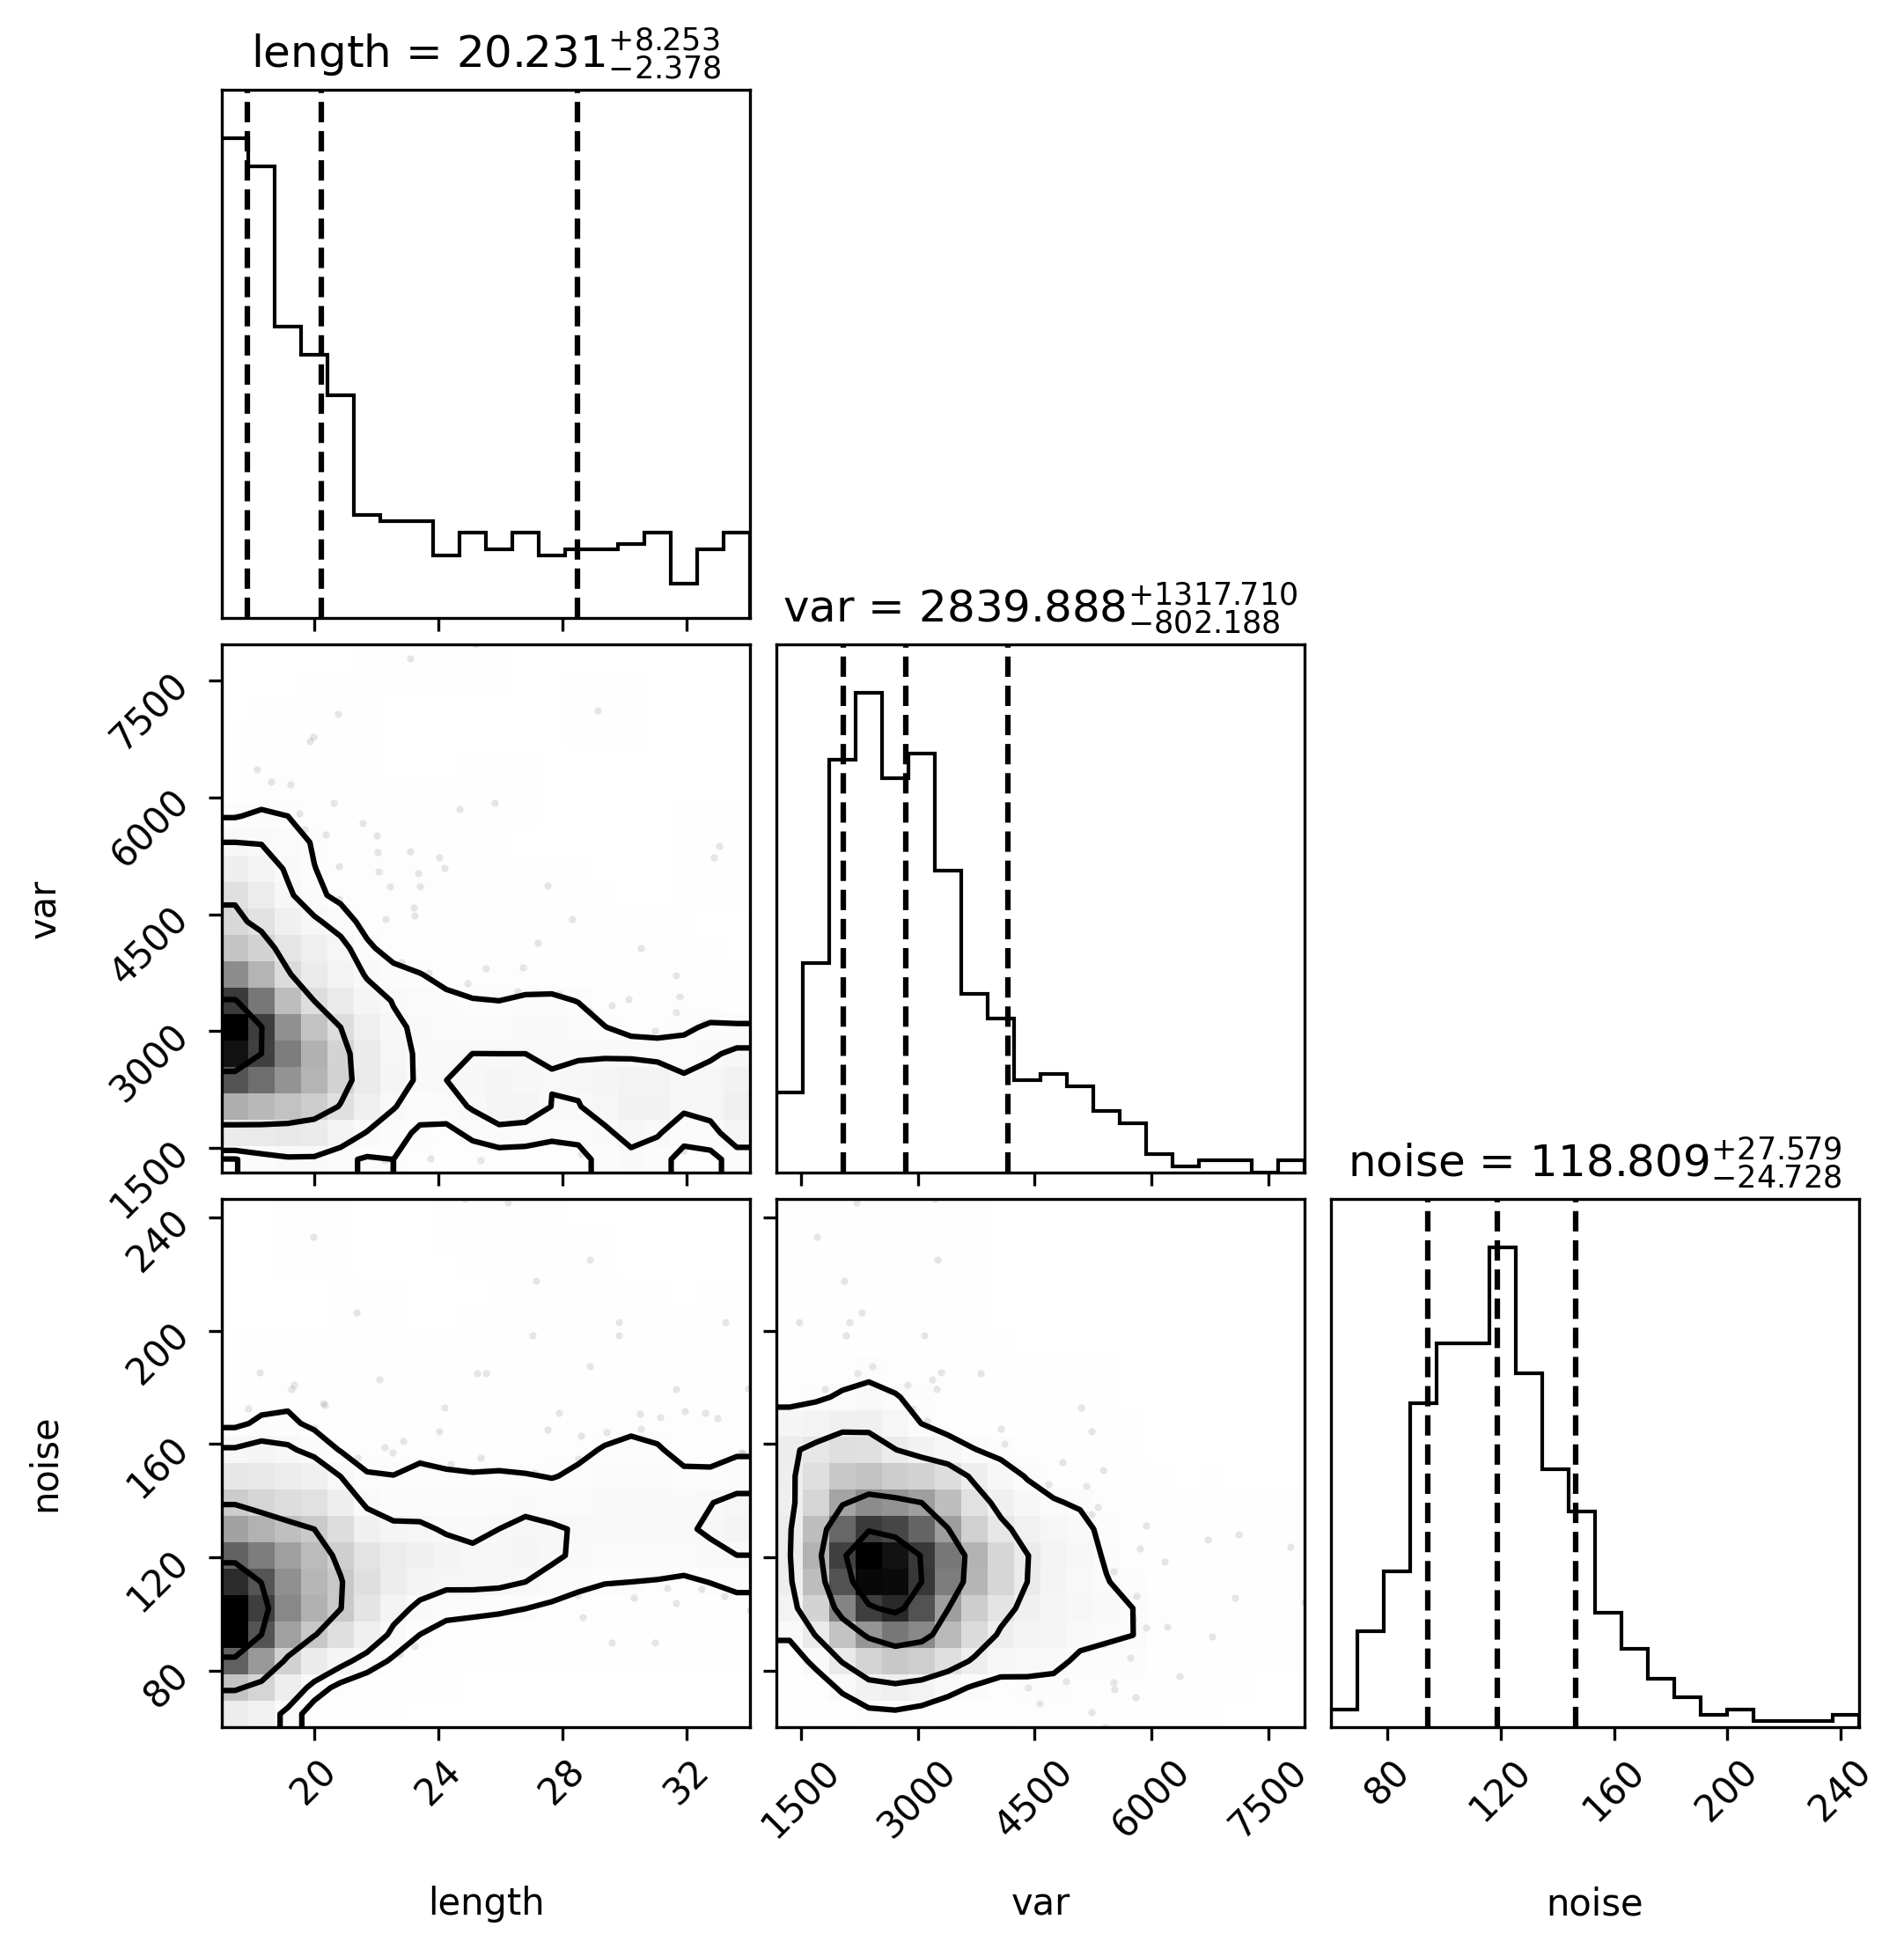 length = 20.231 +8.253 −2.378
var = 2839.888 +1317.710 −802.188
7500
6000
4500
3000
1500
var
noise = 118.809 +27.579 −24.728
240
200
160
120
80
noise
20 24 28 32
1500 3000 4500 6000 7500
80 120 160 200 240
length
var
noise